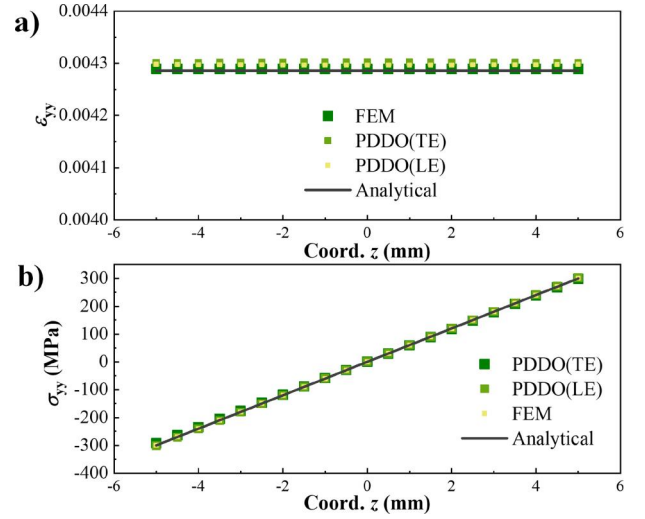 a)
0.0044
0.0043
0.0042
0.0041
0.0040
εyy
FEM
PDDO(TE)
PDDO(LE)
Analytical
-6 -4 -2 0 2 4 6
Coord. z (mm)
b)
300
200
100
0
-100
-200
-300
-400
σyy (MPa)
PDDO(TE)
PDDO(LE)
FEM
Analytical
-6 -4 -2 0 2 4 6
Coord. z (mm)